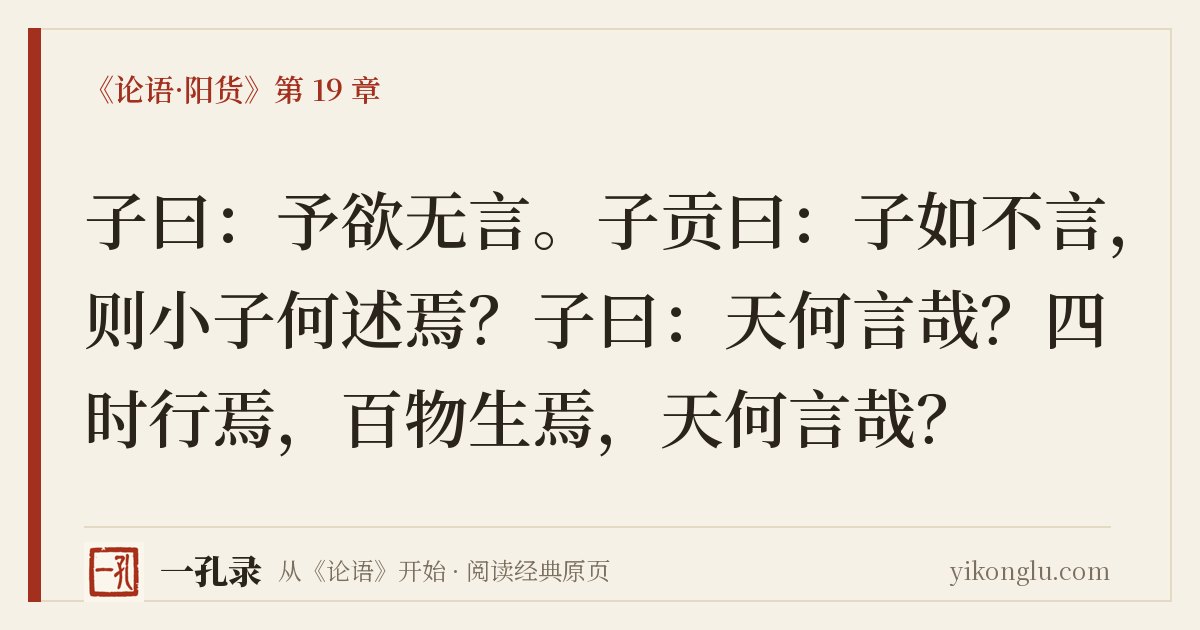 《论语·阳货》第 19 章
子曰：予欲无言。子贡曰：子如不言，
则小子何述焉？子曰：天何言哉？四
时行焉，百物生焉，天何言哉？
一孔 一孔录 从《论语》开始 · 阅读经典原页 yikonglu.com